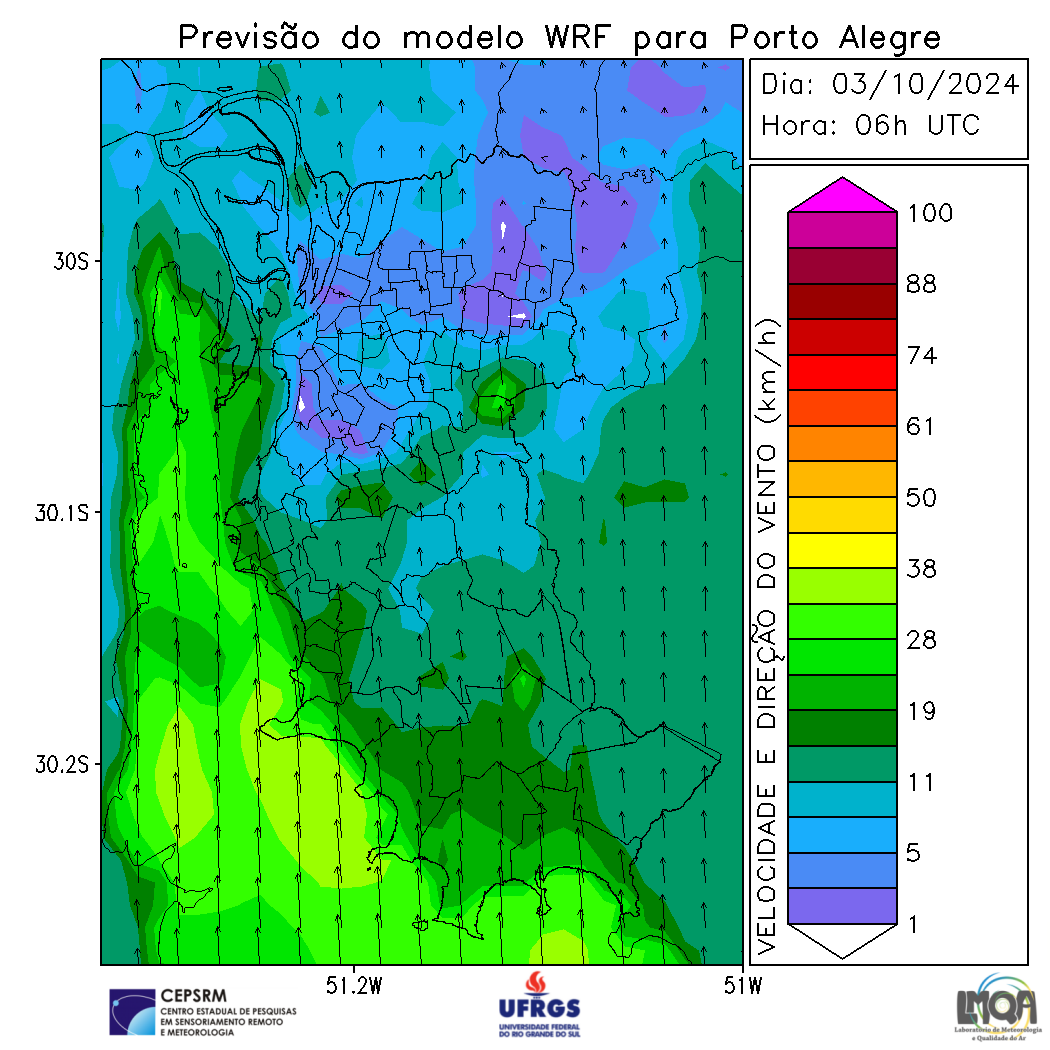 Previsão do modelo WRF para Porto Alegre
Dia: 03/10/2024
Hora: 06h UTC
30S
30.1S
30.2S
51.2W
51W
VELOCIDADE E DIREÇÃO DO VENTO (km/h)
100
88
74
61
50
38
28
19
11
5
1
CEPSRM
CENTRO ESTADUAL DE PESQUISAS
EM SENSORIAMENTO REMOTO
E METEOROLOGIA
UFRGS
UNIVERSIDADE FEDERAL
DO RIO GRANDE DO SUL
LMQA
Laboratório de Meteorologia
e Qualidade do Ar